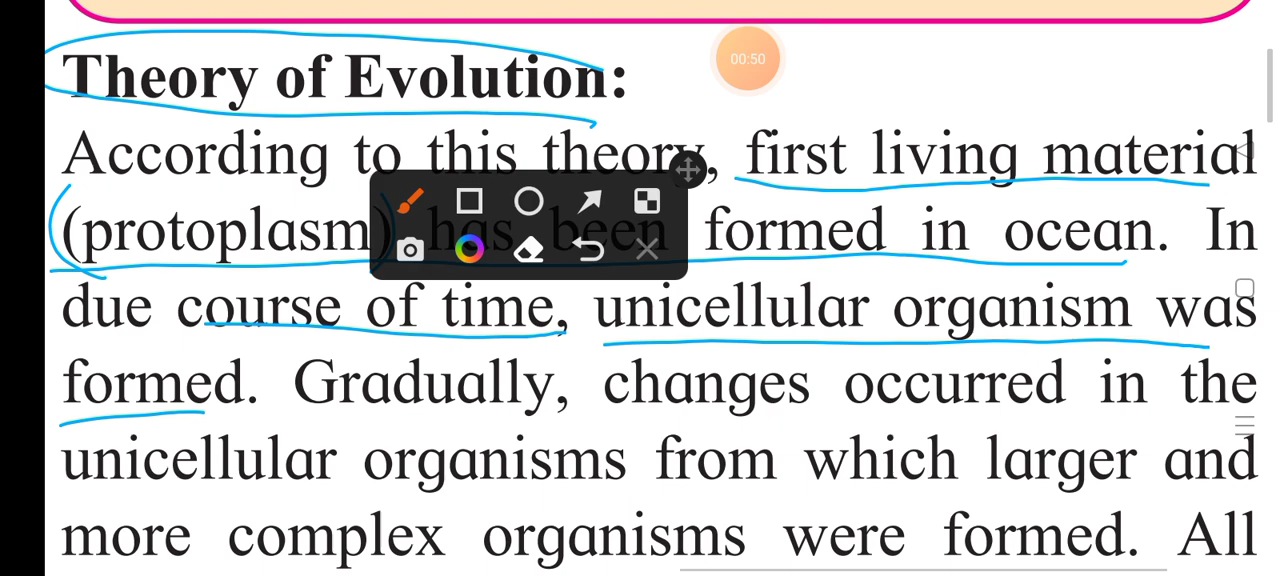 Theory of Evolution:
00:50
According to this theory, first living material
(protoplasm) has been formed in ocean. In
due course of time, unicellular organism was
formed. Gradually, changes occurred in the
unicellular organisms from which larger and
more complex organisms were formed. All